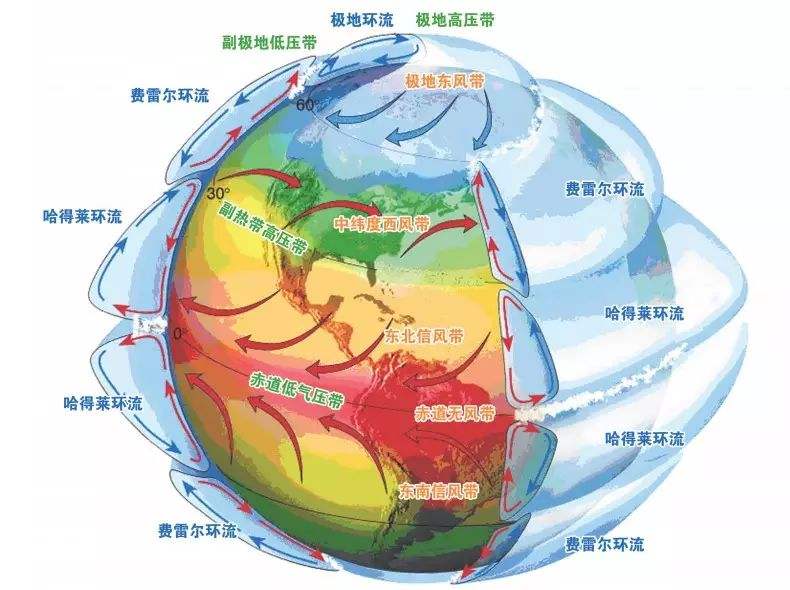 极地环流
极地高压带
副极地低压带
极地东风带
费雷尔环流
60°
30°
费雷尔环流
哈得莱环流
副热带高压带
中纬度西风带
哈得莱环流
0°
东北信风带
赤道低气压带
哈得莱环流
赤道无风带
哈得莱环流
东南信风带
费雷尔环流
费雷尔环流